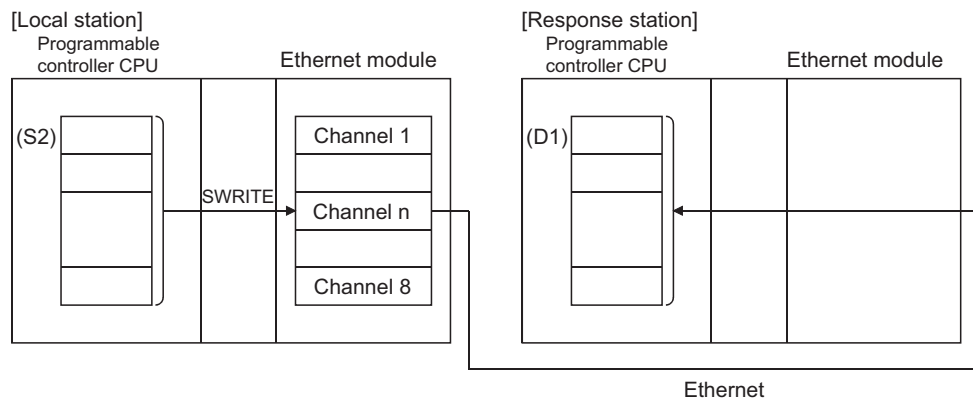 [Local station]
Programmable
controller CPU
Ethernet module
(S2)
SWRITE
Channel 1
Channel n
Channel 8
[Response station]
Programmable
controller CPU
Ethernet module
(D1)
Ethernet